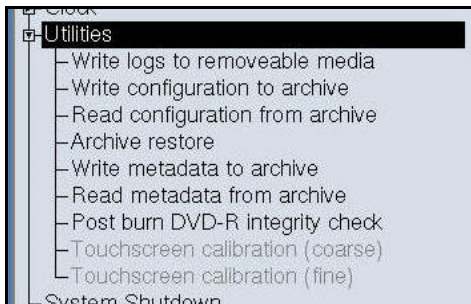 Clock
Utilities
Write logs to removeable media
Write configuration to archive
Read configuration from archive
Archive restore
Write metadata to archive
Read metadata from archive
Post burn DVD-R integrity check
Touchscreen calibration (coarse)
Touchscreen calibration (fine)
System Shutdown